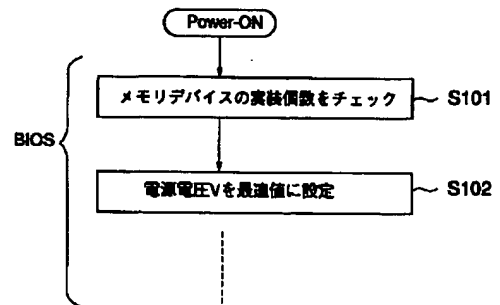 Power-ON
メモリデバイスの実装個数をチェック
S101
BIOS
電源電圧Vを最適値に設定
S102